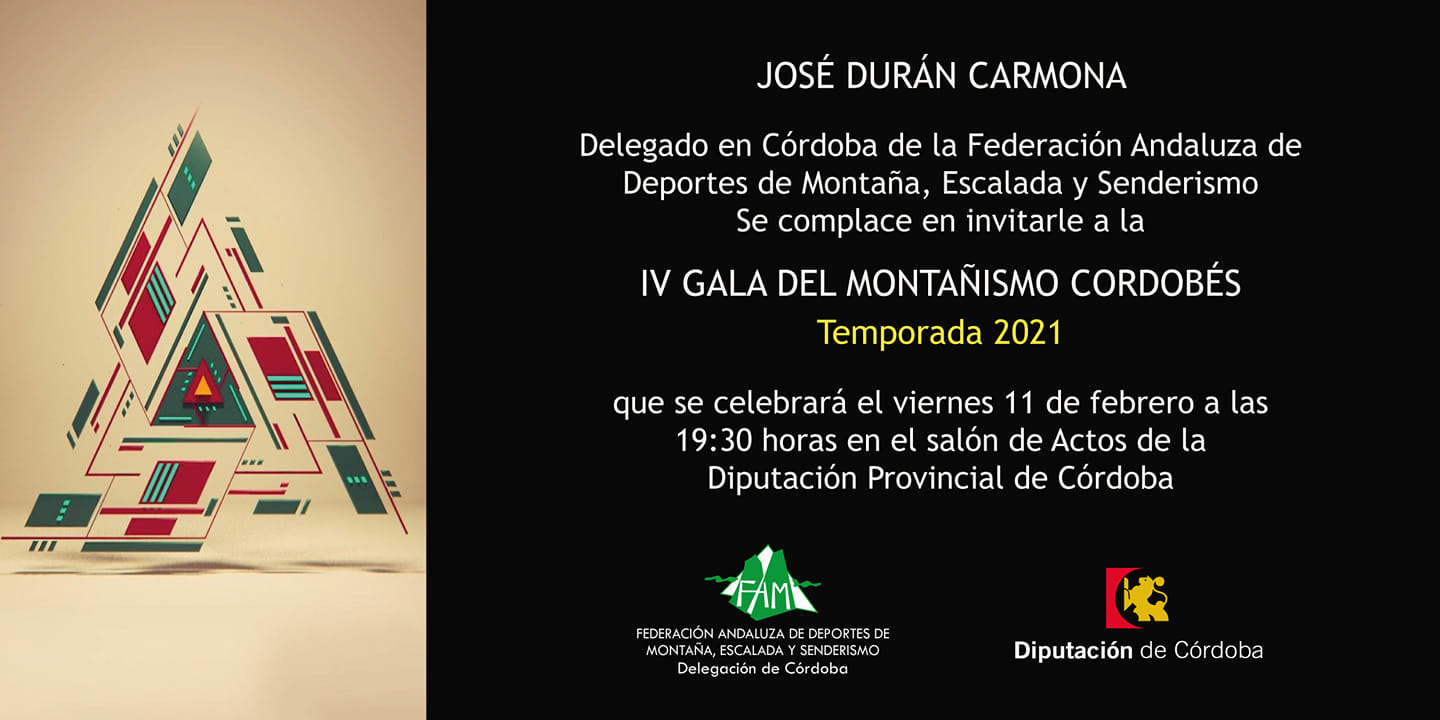 JOSÉ DURÁN CARMONA
Delegado en Córdoba de la Federación Andaluza de
Deportes de Montaña, Escalada y Senderismo
Se complace en invitarle a la
IV GALA DEL MONTAÑISMO CORDOBÉS
Temporada 2021
que se celebrará el viernes 11 de febrero a las
19:30 horas en el salón de Actos de la
Diputación Provincial de Córdoba
FAM
FEDERACIÓN ANDALUZA DE DEPORTES DE
MONTAÑA, ESCALADA Y SENDERISMO
Delegación de Córdoba
Diputación de Córdoba